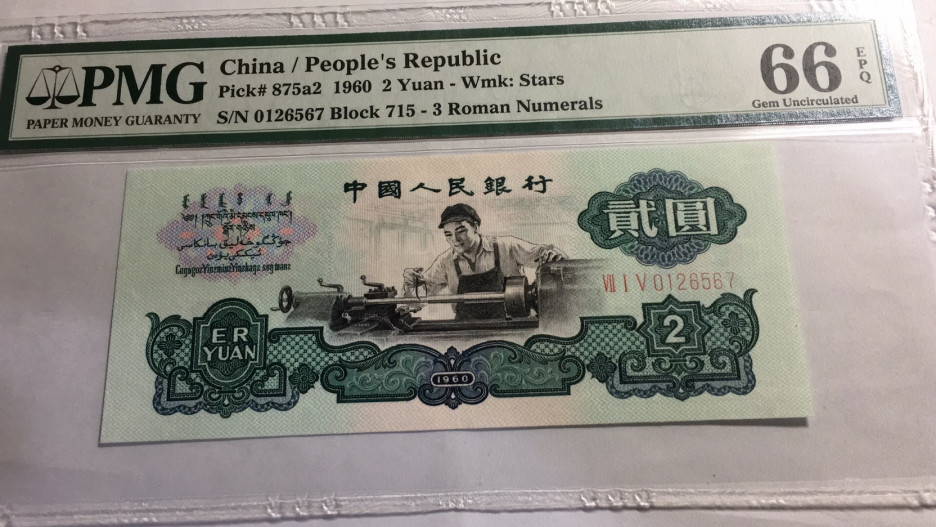 PMG
PAPER MONEY GUARANTY
China / People's Republic
Pick# 875a2 1960 2 Yuan - Wmk: Stars
S/N 0126567 Block 715 - 3 Roman Numerals
66
EPQ
Gem Uncirculated
中國人民銀行
貳圓
VII I V 0126567
ER
YUAN
1960
2